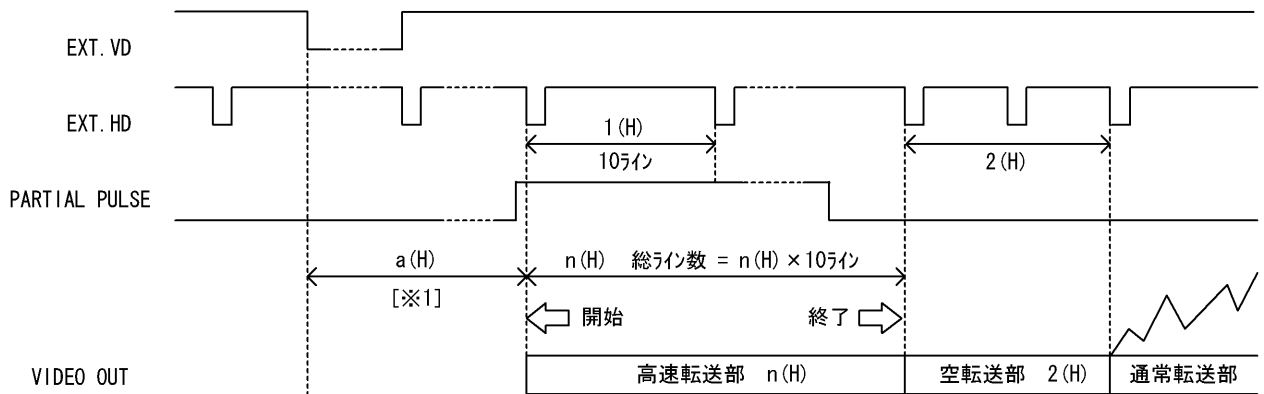 EXT.VD
EXT.HD
1(H)
10ﾗｲﾝ
2(H)
PARTIAL PULSE
a(H)
n(H) 総ﾗｲﾝ数 = n(H)×10ﾗｲﾝ
[※1]
開始
終了
VIDEO OUT
高速転送部 n(H)
空転送部 2(H)
通常転送部